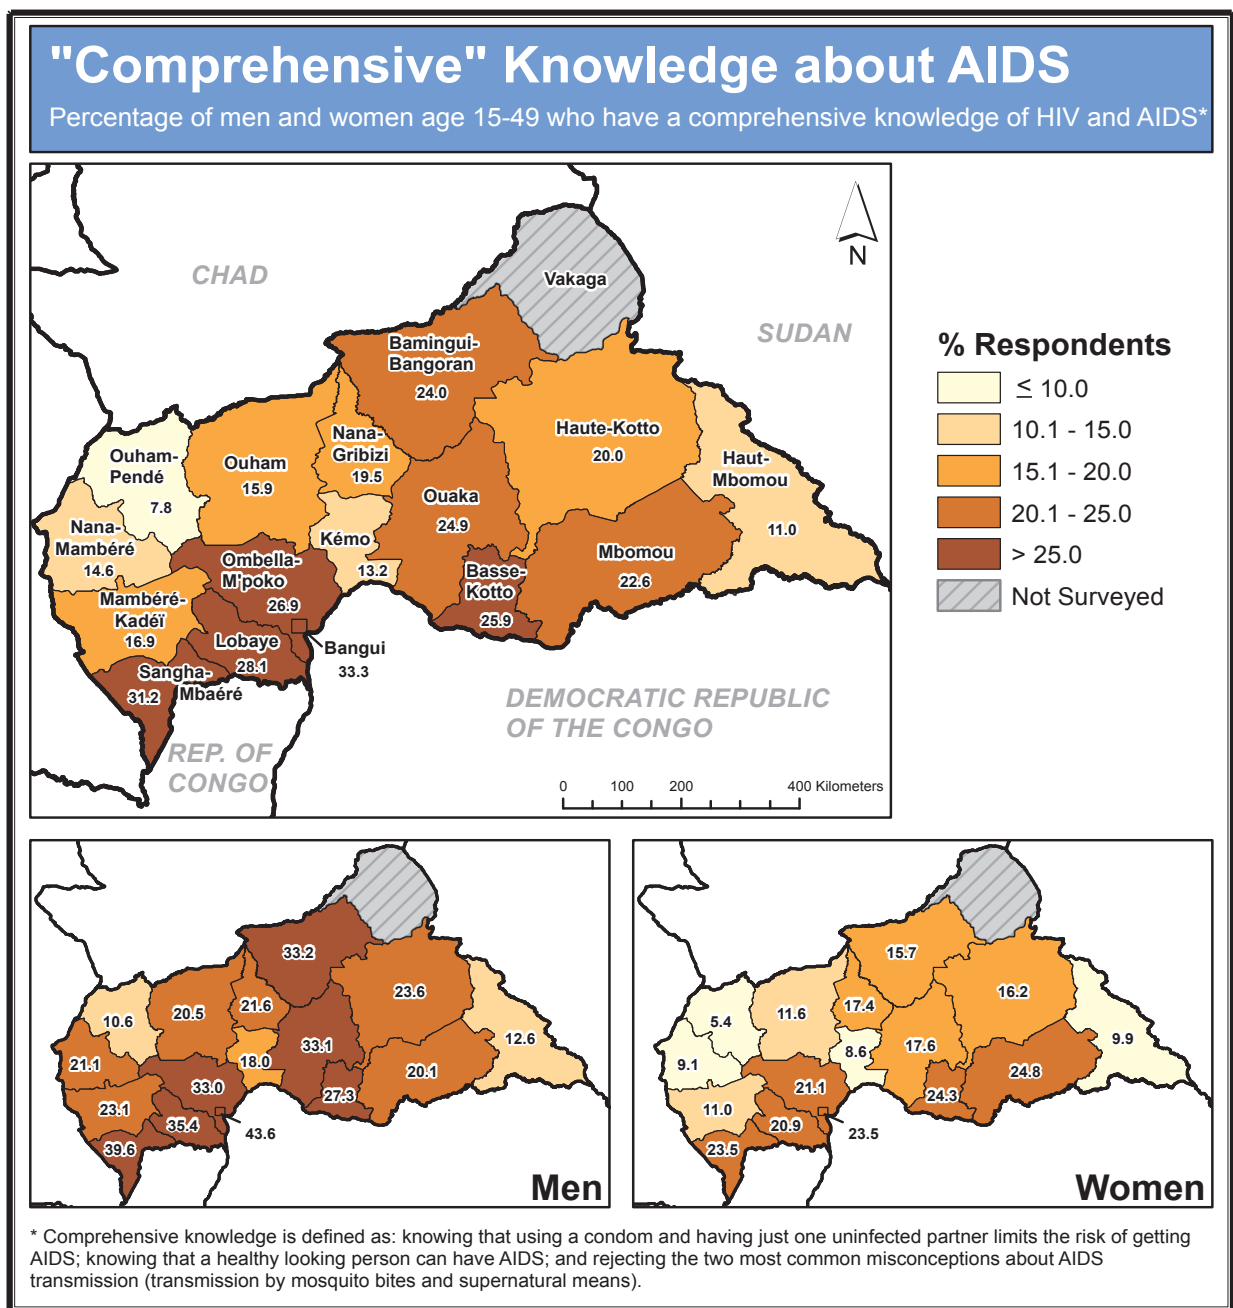 "Comprehensive" Knowledge about AIDS
Percentage of men and women age 15-49 who have a comprehensive knowledge of HIV and AIDS*
CHAD
SUDAN
N
Vakaga
Bamingui-
Bangoran
24.0
Haute-Kotto
20.0
Haut-
Mbomou
11.0
Nana-
Gribizi
19.5
Ouham
15.9
Ouham-
Pendé
7.8
Ouaka
24.9
Kémo
13.2
Nana-
Mambéré
14.6
Mbomou
22.6
Ombella-
M'poko
26.9
Basse-
Kotto
25.9
Mambéré-
Kadéï
16.9
Lobaye
28.1
Bangui
33.3
Sangha-
Mbaéré
31.2
DEMOCRATIC REPUBLIC
OF THE CONGO
REP. OF
CONGO
0 100 200 400 Kilometers
% Respondents
≤ 10.0
10.1 - 15.0
15.1 - 20.0
20.1 - 25.0
> 25.0
Not Surveyed
33.2
23.6
21.6
20.5
10.6
12.6
33.1
18.0
21.1
20.1
33.0
27.3
23.1
35.4
43.6
39.6
Men
15.7
16.2
17.4
11.6
5.4
9.9
17.6
8.6
9.1
24.8
21.1
24.3
11.0
20.9
23.5
23.5
Women
* Comprehensive knowledge is defined as: knowing that using a condom and having just one uninfected partner limits the risk of getting
AIDS; knowing that a healthy looking person can have AIDS; and rejecting the two most common misconceptions about AIDS
transmission (transmission by mosquito bites and supernatural means).